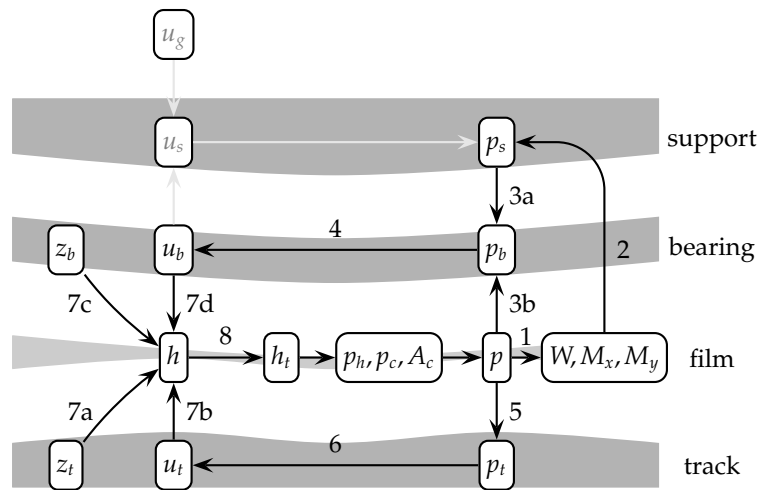 u_g
u_s p_s support
3a 2
z_b u_b 4 p_b bearing
7c 7d 3b
h 8 h_t p_h, p_c, A_c p 1 W, M_x, M_y film
7a 7b 5
z_t u_t 6 p_t track